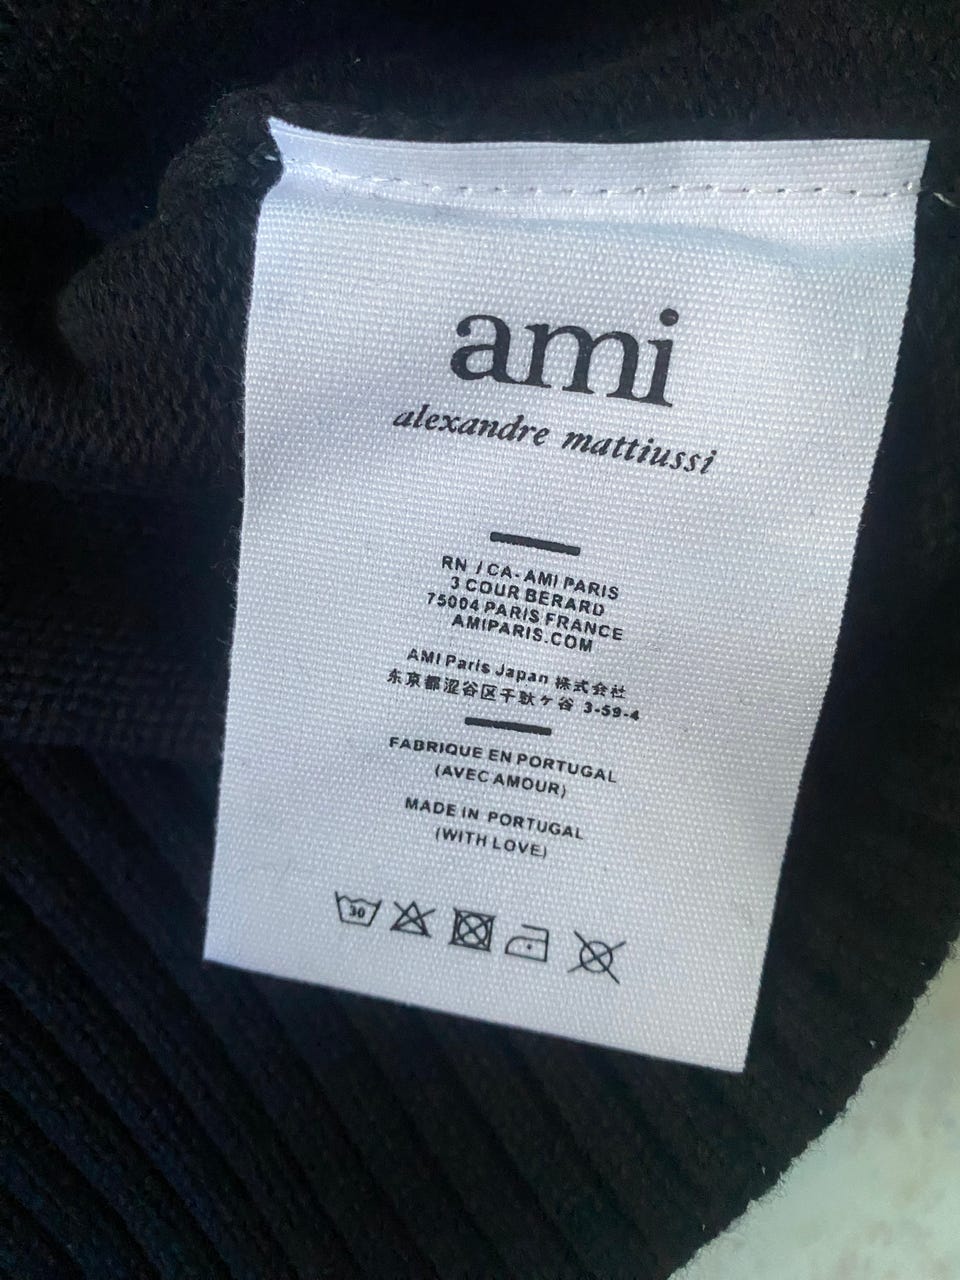 ami
alexandre mattiussi
RN / CA-AMI PARIS
3 COUR BERARD
75004 PARIS FRANCE
AMIPARIS.COM
AMI Paris Japan 株式会社
东京都涩谷区千駄ケ谷 3-59-4
FABRIQUE EN PORTUGAL
(AVEC AMOUR)
MADE IN PORTUGAL
(WITH LOVE)
30